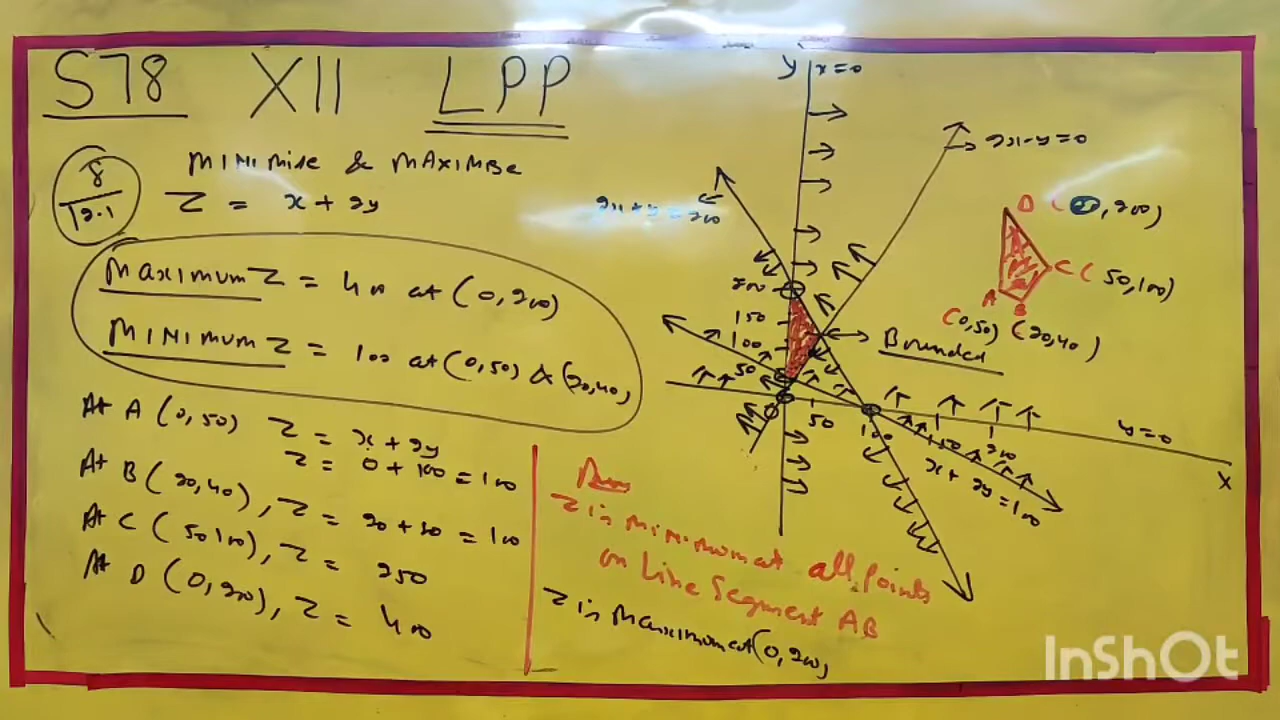 S78 XII LPP
8/12.1
MINIMISE & MAXIMISE
Z = x + 2y
MAXIMUM Z = 400 at (0,200)
MINIMUM Z = 100 at (0,50) & (20,40)
At A (0,50) Z = x + 2y
Z = 0 + 100 = 100
At B (20,40), Z = 20 + 80 = 100
At C (50,100), Z = 250
At D (0,200), Z = 400
Z is Minimum at all points
on Line Segment AB
Z is Maximum at (0,200)
y x=0
2x-y=0
2x+y=200
200
150
100
50
0
50
100
150
200
y=0
x
x + 2y = 100
Bounded
D ( , 200)
C (50,100)
A
B
(0,50) (20,40)
InShOt